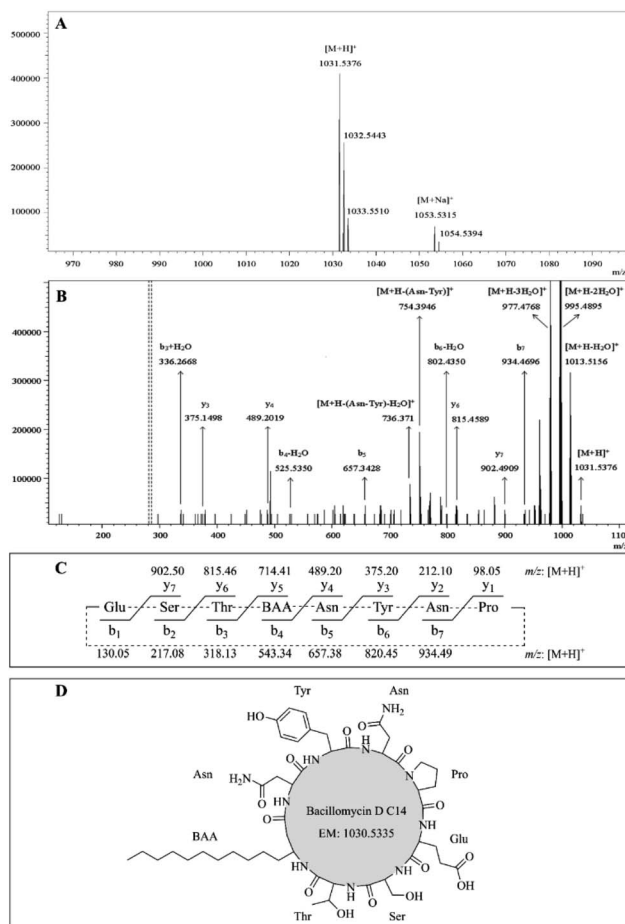 A
[M+H]+
1031.5376
500000
400000
300000
200000
100000
1032.5443
1033.5510
[M+Na]+
1053.5315
1054.5394
970 980 990 1000 1010 1020 1030 1040 1050 1060 1070 1080 1090
m/z
B
[M+H-(Asn-Tyr)]+
754.3946
[M+H-3H2O]+
977.4768
[M+H-2H2O]+
995.4895
400000
300000
200000
100000
b3+H2O
336.2668
b6-H2O
802.4350
b7
934.4696
[M+H-H2O]+
1013.5156
y3
375.1498
y4
489.2019
[M+H-(Asn-Tyr)-H2O]+
736.371
y6
815.4589
b4-H2O
525.5350
b5
657.3428
y7
902.4909
[M+H]+
1031.5376
200 300 400 500 600 700 800 900 1000
C
902.50 815.46 714.41 489.20 375.20 212.10 98.05 m/z: [M+H]+
y7 y6 y5 y4 y3 y2 y1
Glu Ser Thr BAA Asn Tyr Asn Pro
b1 b2 b3 b4 b5 b6 b7
130.05 217.08 318.13 543.34 657.38 820.45 934.49 m/z: [M+H]+
D
Tyr Asn
HO O NH2
O H N O
HN N
Asn Pro
H2N O
NH O
O
Bacillomycin D C14
EM: 1030.5335
BAA
NH Glu
O O
NH NH OH
O N H O OH
Thr OH Ser